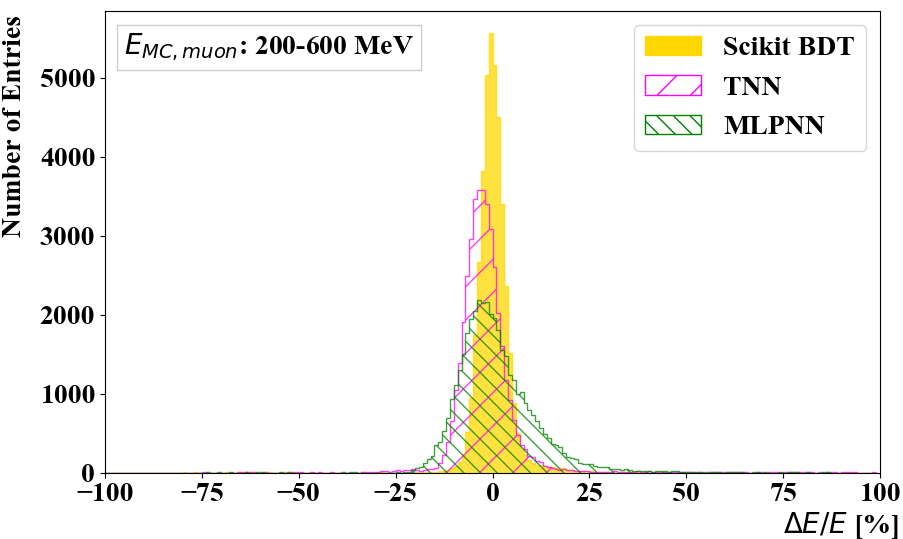 Number of Entries
E_{MC, muon}: 200-600 MeV
Scikit BDT
TNN
MLPNN
5000
4000
3000
2000
1000
0
−100 −75 −50 −25 0 25 50 75 100
ΔE/E [%]